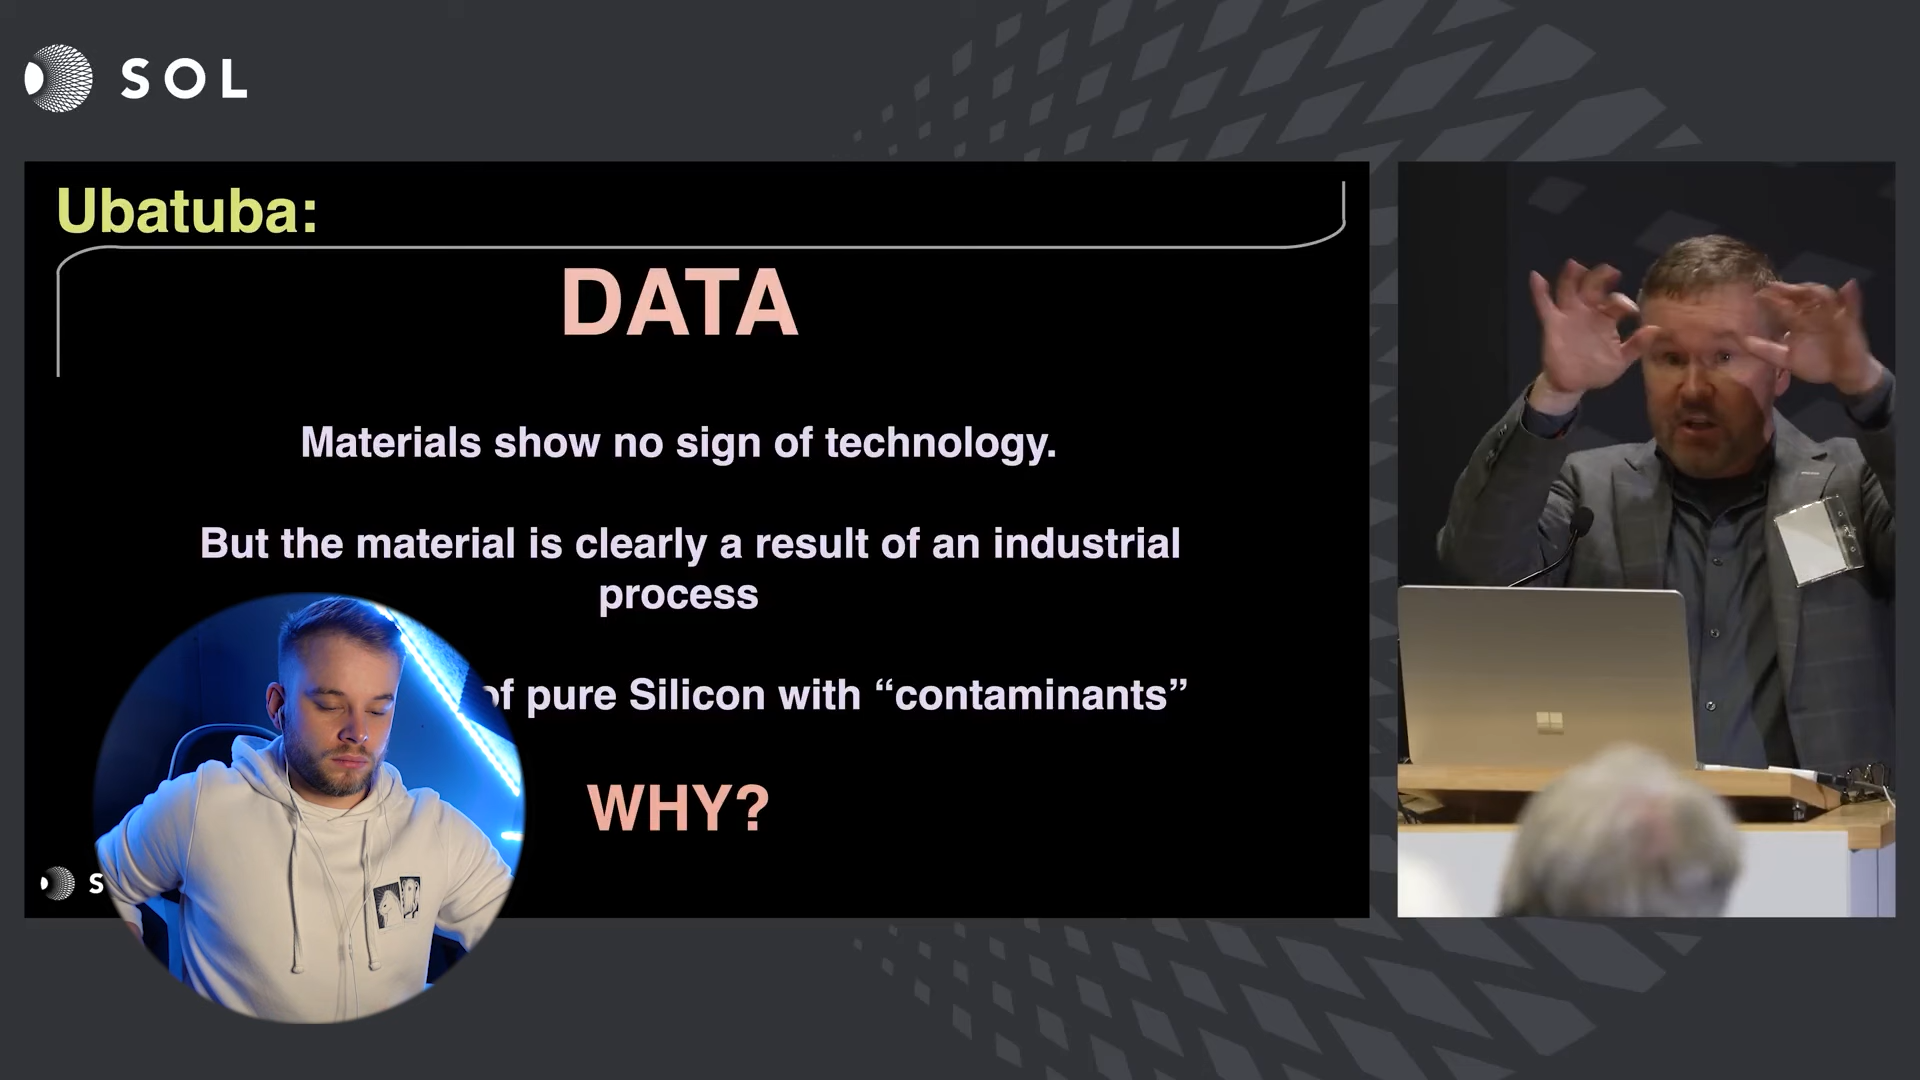 SOL
Ubatuba:
DATA
Materials show no sign of technology.
But the material is clearly a result of an industrial
process
of pure Silicon with “contaminants”
WHY?
S